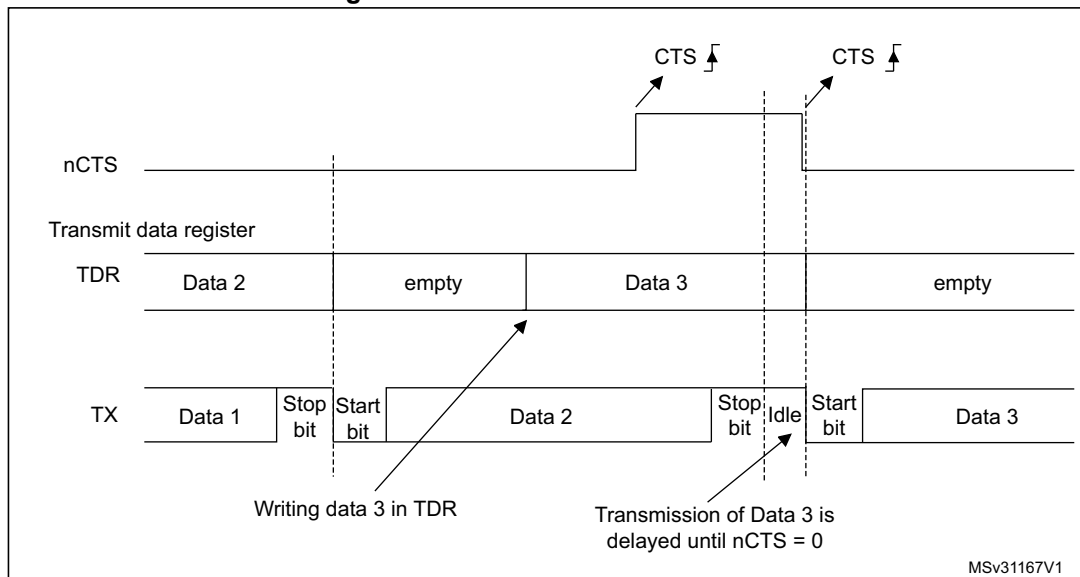 CTS CTS
nCTS
Transmit data register
TDR Data 2 empty Data 3 empty
TX Data 1 Stop bit Start bit Data 2 Stop bit Idle Start bit Data 3
Writing data 3 in TDR
Transmission of Data 3 is
delayed until nCTS = 0
MSv31167V1